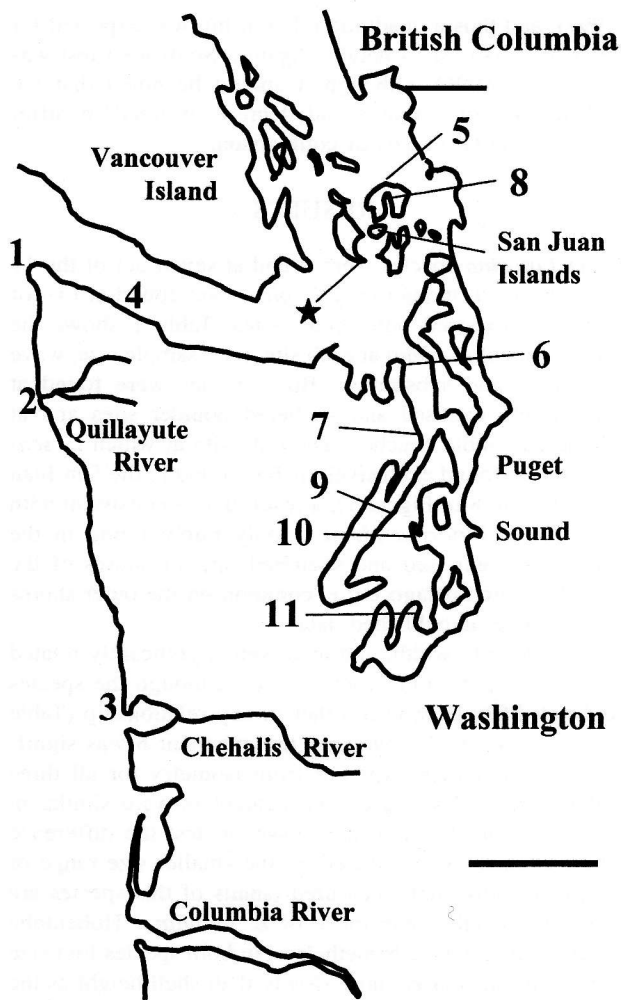 British Columbia
5
Vancouver
Island
8
San Juan
Islands
1
4
6
2
Quillayute
River
7
Puget
9
10
Sound
11
3
Washington
Chehalis River
Columbia River